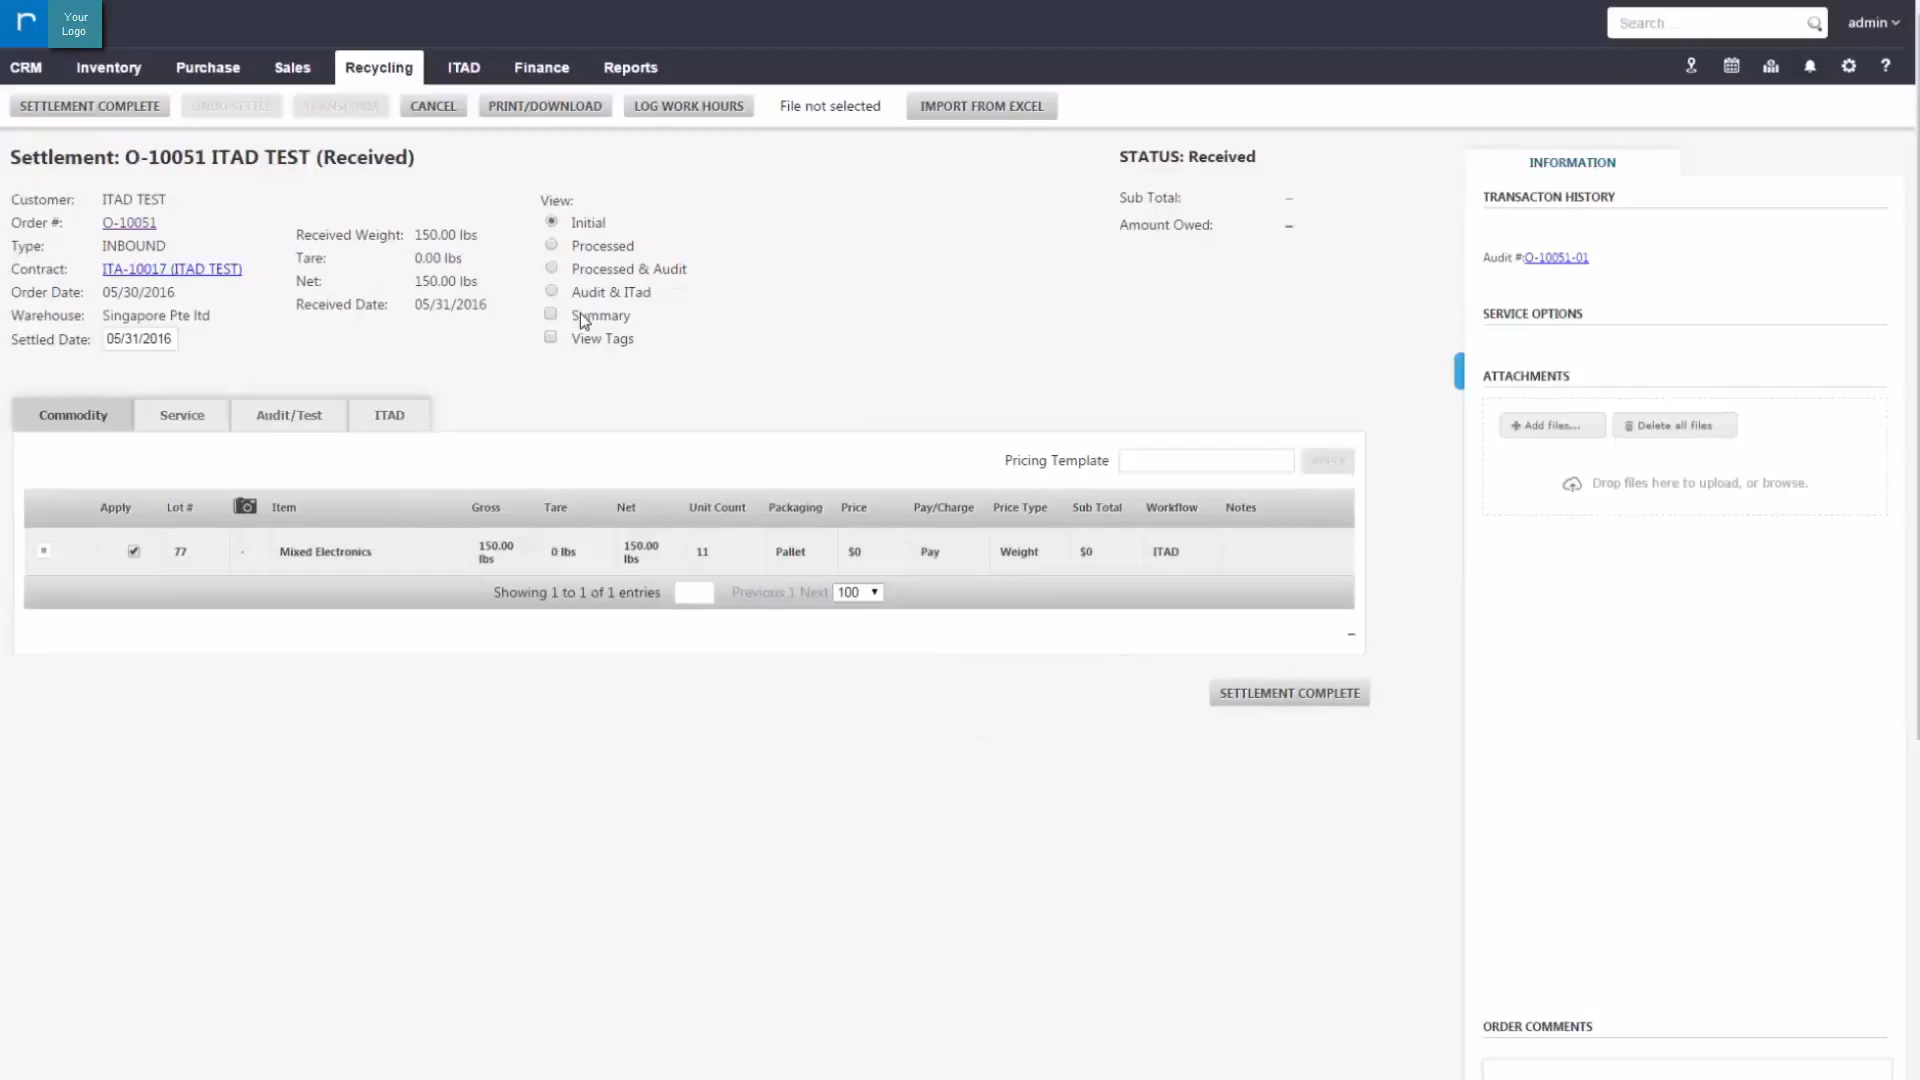 r
Your
Logo
Search ...
admin
CRM Inventory Purchase Sales Recycling ITAD Finance Reports
?
SETTLEMENT COMPLETE UNDO SETTLE TRANSFORM CANCEL PRINT/DOWNLOAD LOG WORK HOURS File not selected IMPORT FROM EXCEL
Settlement: O-10051 ITAD TEST (Received)
Customer: ITAD TEST
Order #: O-10051
Type: INBOUND
Contract: ITA-10017 (ITAD TEST)
Order Date: 05/30/2016
Warehouse: Singapore Pte ltd
Settled Date: 05/31/2016
Received Weight: 150.00 lbs
Tare: 0.00 lbs
Net: 150.00 lbs
Received Date: 05/31/2016
View:
Initial
Processed
Processed & Audit
Audit & ITad
Summary
View Tags
STATUS: Received
Sub Total: –
Amount Owed: –
INFORMATION
TRANSACTON HISTORY
Audit #:O-10051-01
SERVICE OPTIONS
ATTACHMENTS
+ Add files... Delete all files
Drop files here to upload, or browse.
ORDER COMMENTS
Commodity Service Audit/Test ITAD
Pricing Template APPLY
Apply Lot # Item Gross Tare Net Unit Count Packaging Price Pay/Charge Price Type Sub Total Workflow Notes
77 - Mixed Electronics 150.00 lbs 0 lbs 150.00 lbs 11 Pallet $0 Pay Weight $0 ITAD
Showing 1 to 1 of 1 entries Previous 1 Next 100
–
SETTLEMENT COMPLETE